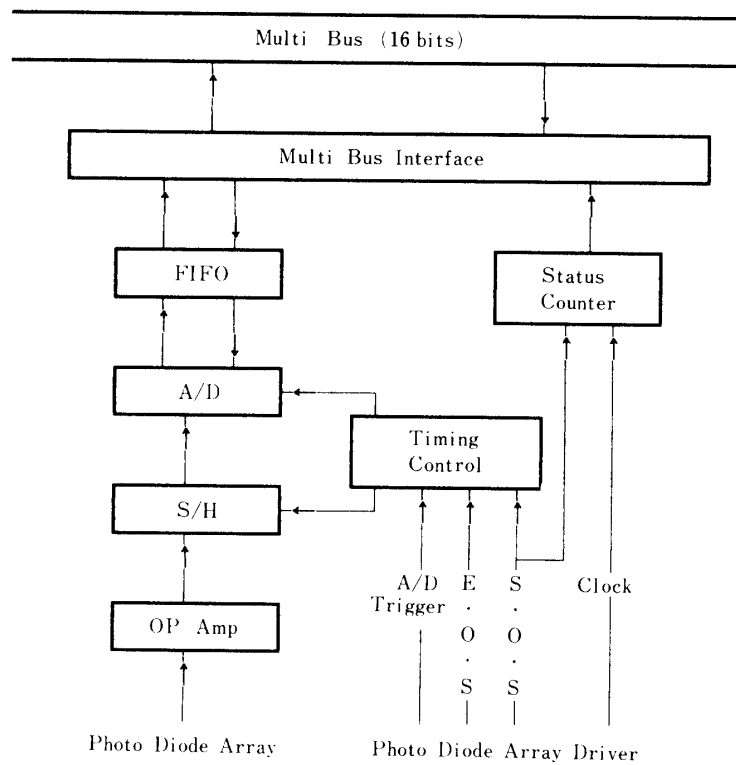 Multi Bus (16 bits)
Multi Bus Interface
FIFO
Status
Counter
A/D
Timing
Control
S/H
A/D
Trigger
E・O・S
S・O・S
Clock
OP Amp
Photo Diode Array
Photo Diode Array Driver